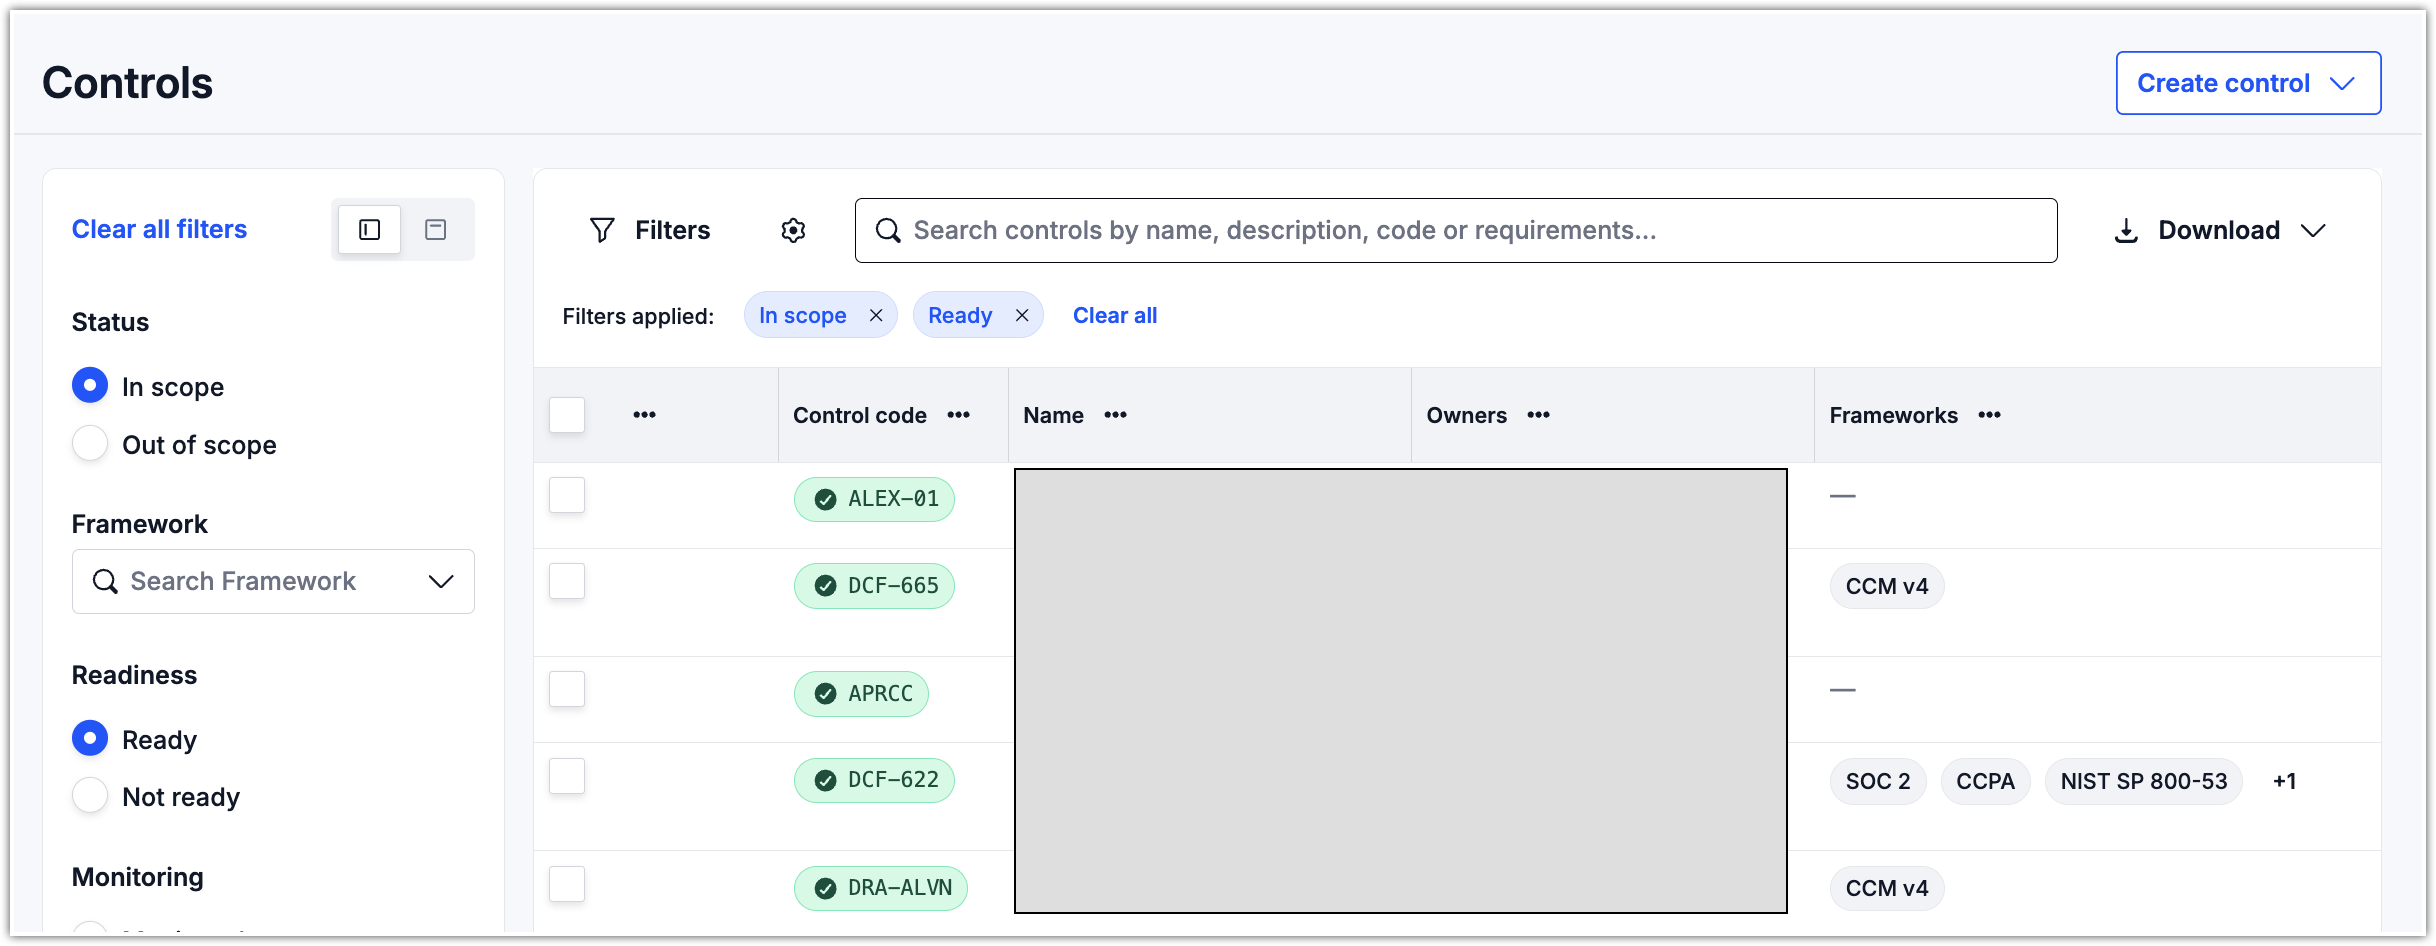 Controls
Create control
Clear all filters
Status
In scope
Out of scope
Framework
Search Framework
Readiness
Ready
Not ready
Monitoring
Filters
Search controls by name, description, code or requirements...
Download
Filters applied: In scope Ready Clear all
Control code Name Owners Frameworks
ALEX-01 —
DCF-665 CCM v4
APRCC —
DCF-622 SOC 2 CCPA NIST SP 800-53 +1
DRA-ALVN CCM v4